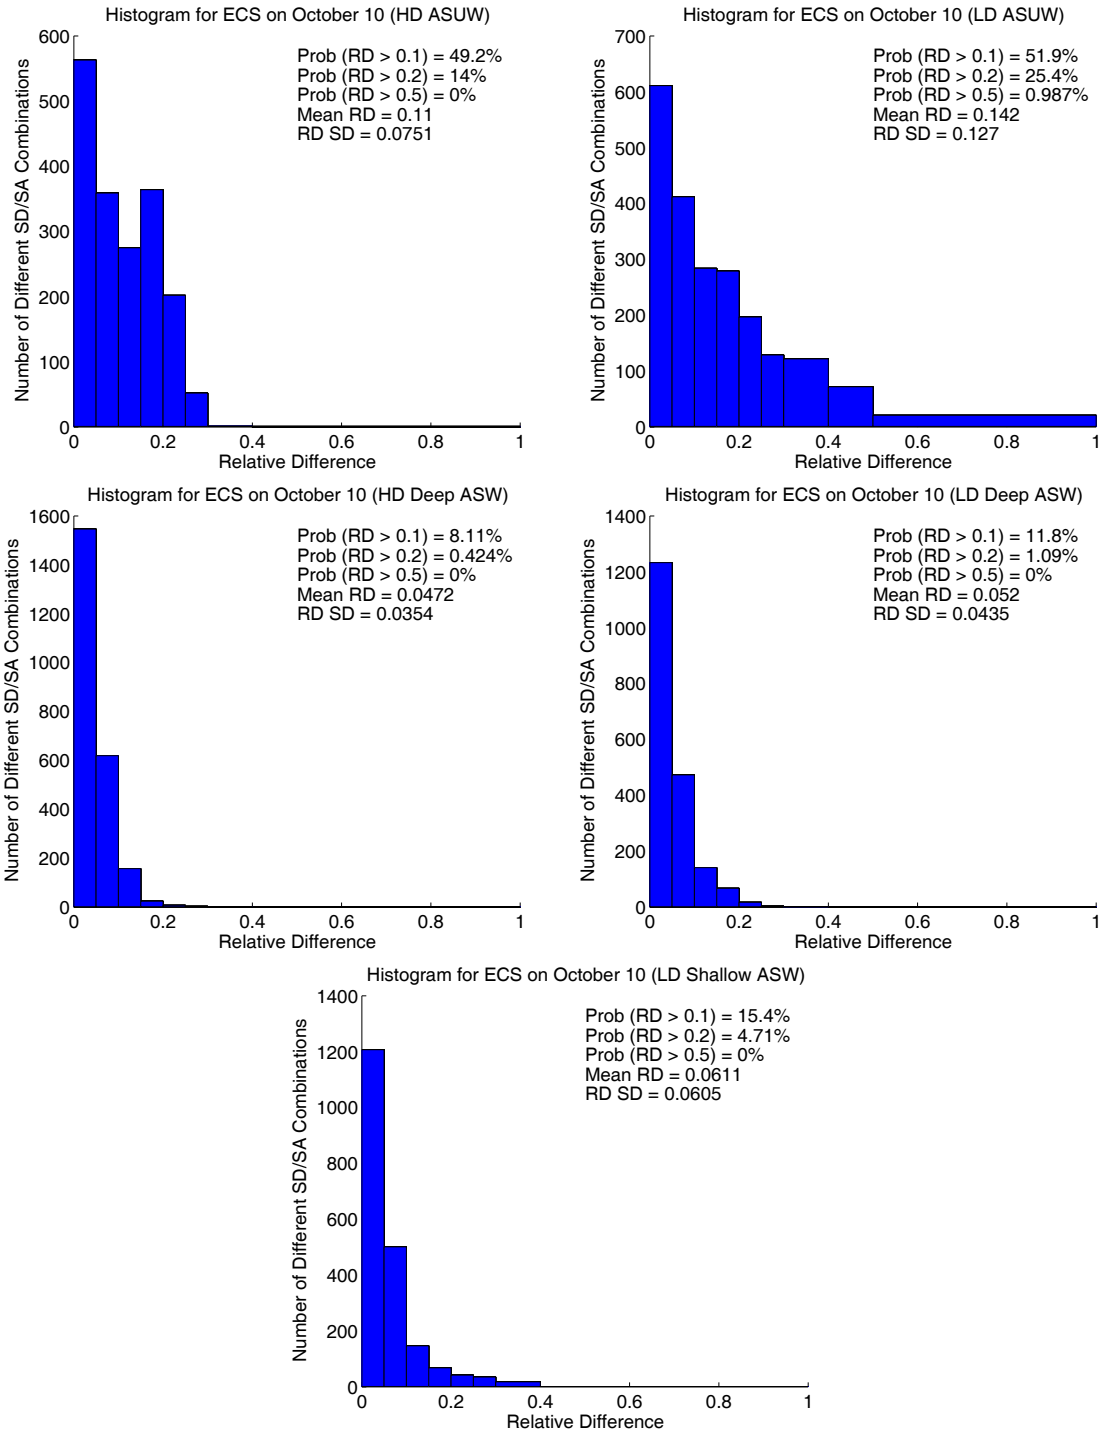 Histogram for ECS on October 10 (HD ASUW)
Number of Different SD/SA Combinations
600
500
400
300
200
100
0
Prob (RD > 0.1) = 49.2%
Prob (RD > 0.2) = 14%
Prob (RD > 0.5) = 0%
Mean RD = 0.11
RD SD = 0.0751
0 0.2 0.4 0.6 0.8 1
Relative Difference
Histogram for ECS on October 10 (LD ASUW)
Number of Different SD/SA Combinations
700
600
500
400
300
200
100
0
Prob (RD > 0.1) = 51.9%
Prob (RD > 0.2) = 25.4%
Prob (RD > 0.5) = 0.987%
Mean RD = 0.142
RD SD = 0.127
0 0.2 0.4 0.6 0.8 1
Relative Difference
Histogram for ECS on October 10 (HD Deep ASW)
Number of Different SD/SA Combinations
1600
1400
1200
1000
800
600
400
200
0
Prob (RD > 0.1) = 8.11%
Prob (RD > 0.2) = 0.424%
Prob (RD > 0.5) = 0%
Mean RD = 0.0472
RD SD = 0.0354
0 0.2 0.4 0.6 0.8 1
Relative Difference
Histogram for ECS on October 10 (LD Deep ASW)
Number of Different SD/SA Combinations
1400
1200
1000
800
600
400
200
0
Prob (RD > 0.1) = 11.8%
Prob (RD > 0.2) = 1.09%
Prob (RD > 0.5) = 0%
Mean RD = 0.052
RD SD = 0.0435
0 0.2 0.4 0.6 0.8 1
Relative Difference
Histogram for ECS on October 10 (LD Shallow ASW)
Number of Different SD/SA Combinations
1400
1200
1000
800
600
400
200
0
Prob (RD > 0.1) = 15.4%
Prob (RD > 0.2) = 4.71%
Prob (RD > 0.5) = 0%
Mean RD = 0.0611
RD SD = 0.0605
0 0.2 0.4 0.6 0.8 1
Relative Difference